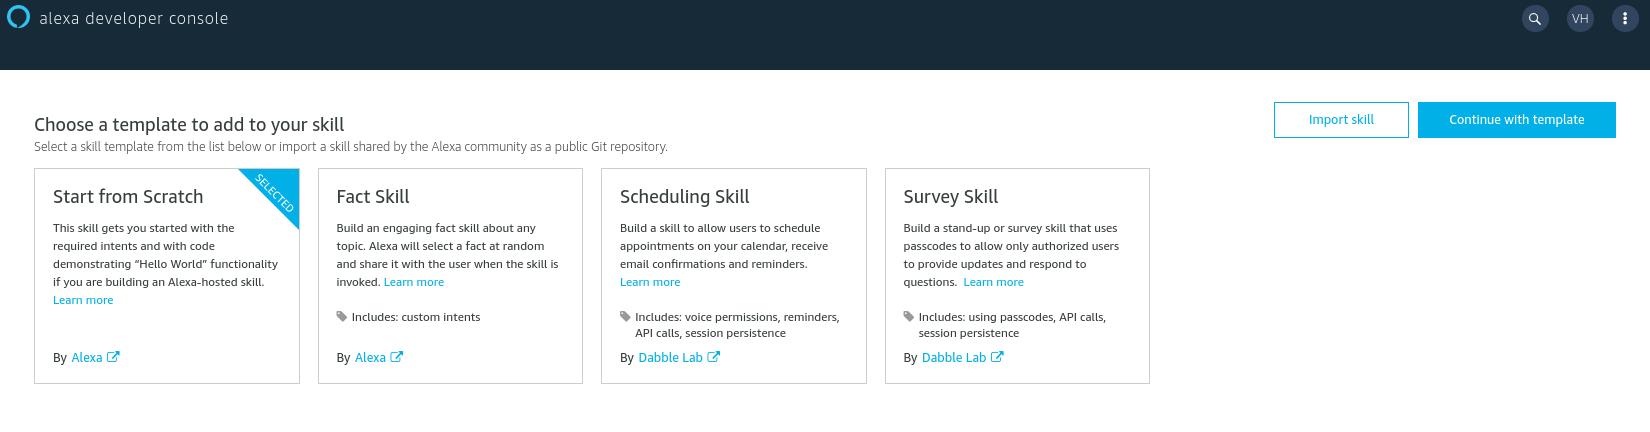 alexa developer console
VH
Import skill
Continue with template
Choose a template to add to your skill
Select a skill template from the list below or import a skill shared by the Alexa community as a public Git repository.
Start from Scratch
SELECTED
This skill gets you started with the
required intents and with code
demonstrating “Hello World” functionality
if you are building an Alexa-hosted skill.
Learn more
By Alexa
Fact Skill
Build an engaging fact skill about any
topic. Alexa will select a fact at random
and share it with the user when the skill is
invoked. Learn more
Includes: custom intents
By Alexa
Scheduling Skill
Build a skill to allow users to schedule
appointments on your calendar, receive
email confirmations and reminders.
Learn more
Includes: voice permissions, reminders,
API calls, session persistence
By Dabble Lab
Survey Skill
Build a stand-up or survey skill that uses
passcodes to allow only authorized users
to provide updates and respond to
questions. Learn more
Includes: using passcodes, API calls,
session persistence
By Dabble Lab